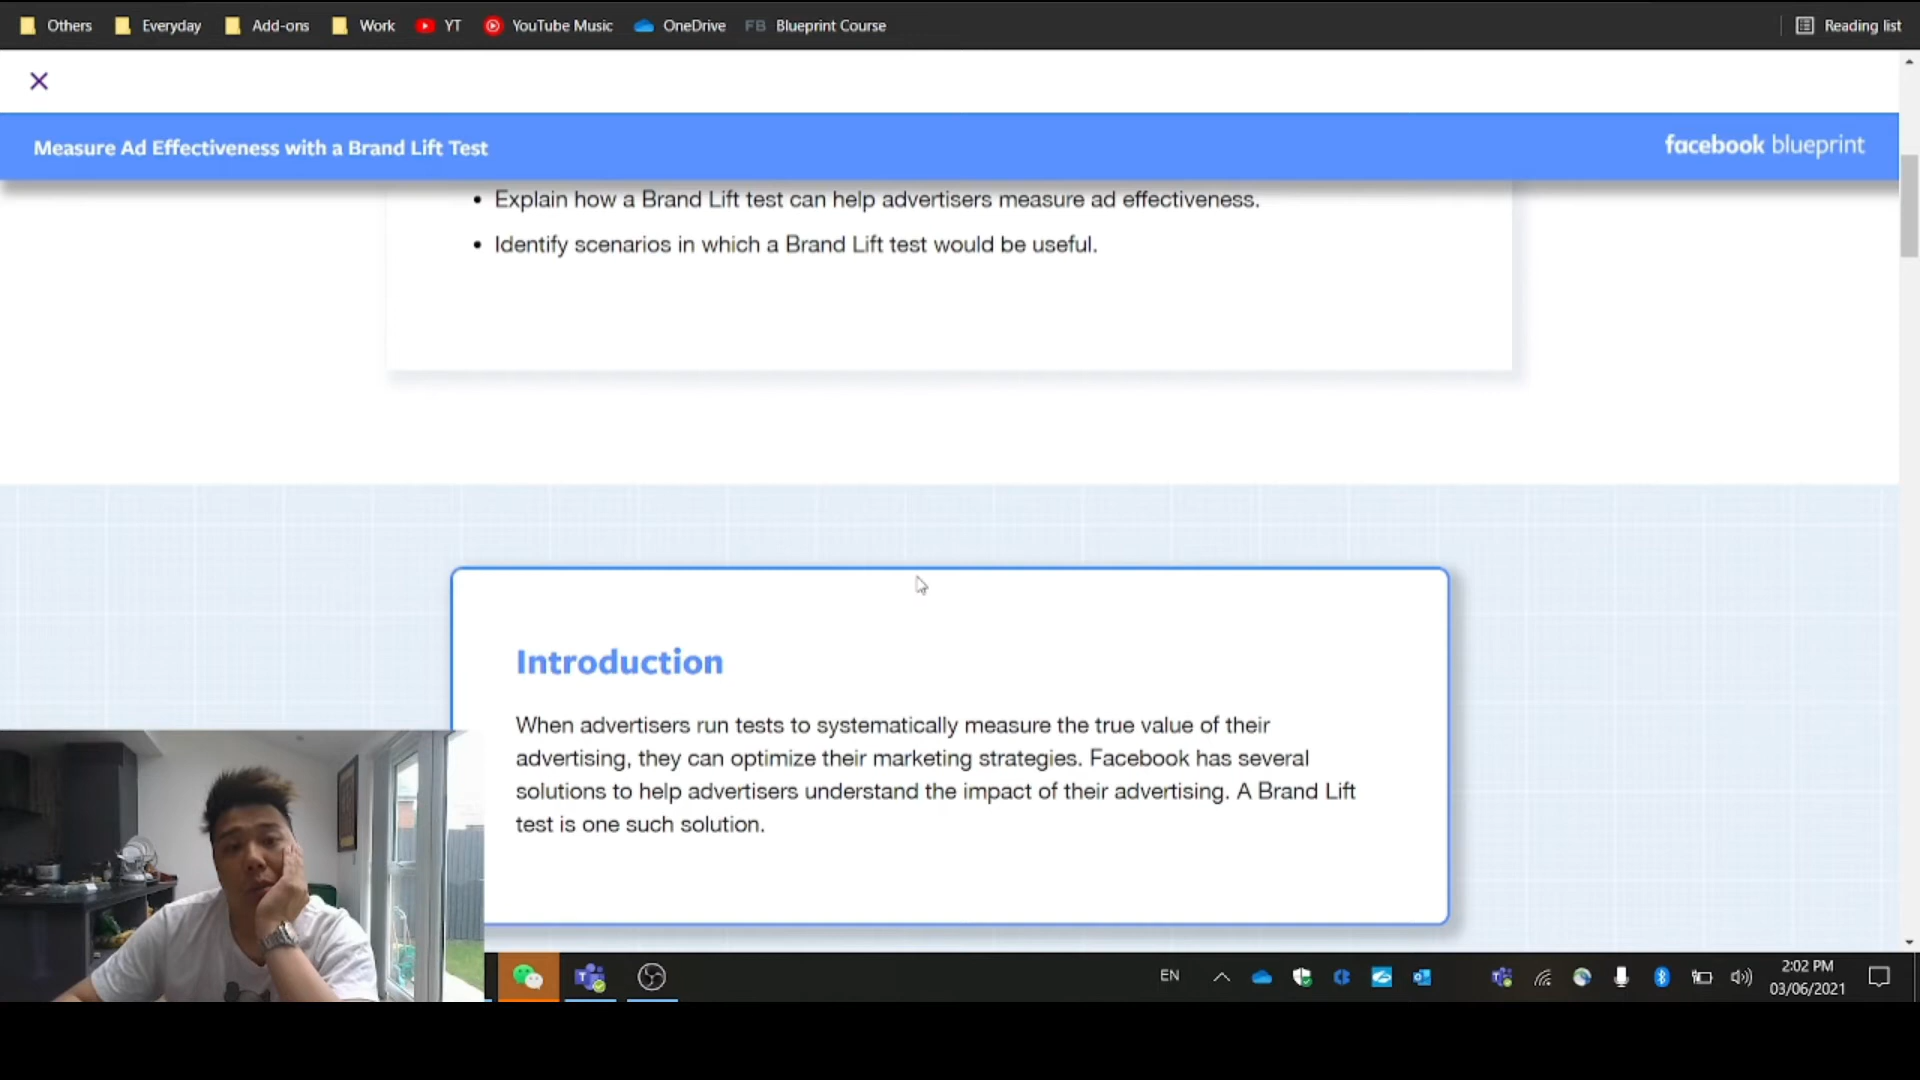 Others Everyday Add-ons Work YT YouTube Music OneDrive FB Blueprint Course Reading list
Measure Ad Effectiveness with a Brand Lift Test facebook blueprint
• Explain how a Brand Lift test can help advertisers measure ad effectiveness.
• Identify scenarios in which a Brand Lift test would be useful.
Introduction
When advertisers run tests to systematically measure the true value of their
advertising, they can optimize their marketing strategies. Facebook has several
solutions to help advertisers understand the impact of their advertising. A Brand Lift
test is one such solution.
EN 2:02 PM
03/06/2021